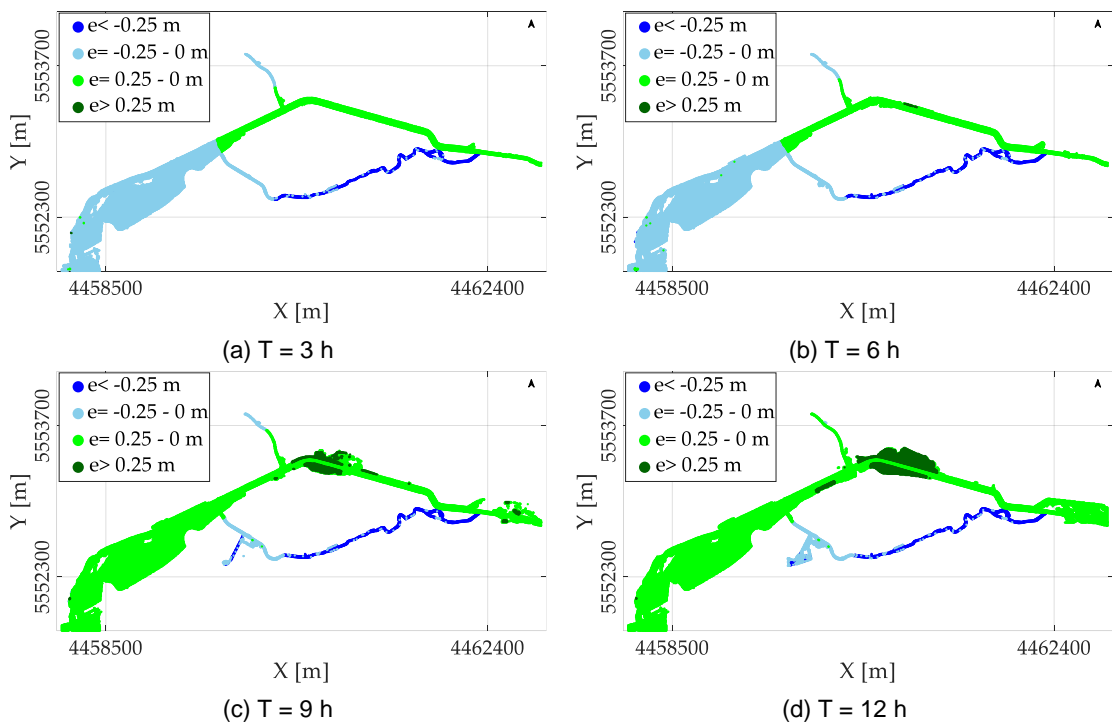 e< -0.25 m
e= -0.25 - 0 m
e= 0.25 - 0 m
e> 0.25 m
Y [m]
5553700
5552300
4458500 4462400
X [m]
(a) T = 3 h
e< -0.25 m
e= -0.25 - 0 m
e= 0.25 - 0 m
e> 0.25 m
Y [m]
5553700
5552300
4458500 4462400
X [m]
(b) T = 6 h
e< -0.25 m
e= -0.25 - 0 m
e= 0.25 - 0 m
e> 0.25 m
Y [m]
5553700
5552300
4458500 4462400
X [m]
(c) T = 9 h
e< -0.25 m
e= -0.25 - 0 m
e= 0.25 - 0 m
e> 0.25 m
Y [m]
5553700
5552300
4458500 4462400
X [m]
(d) T = 12 h